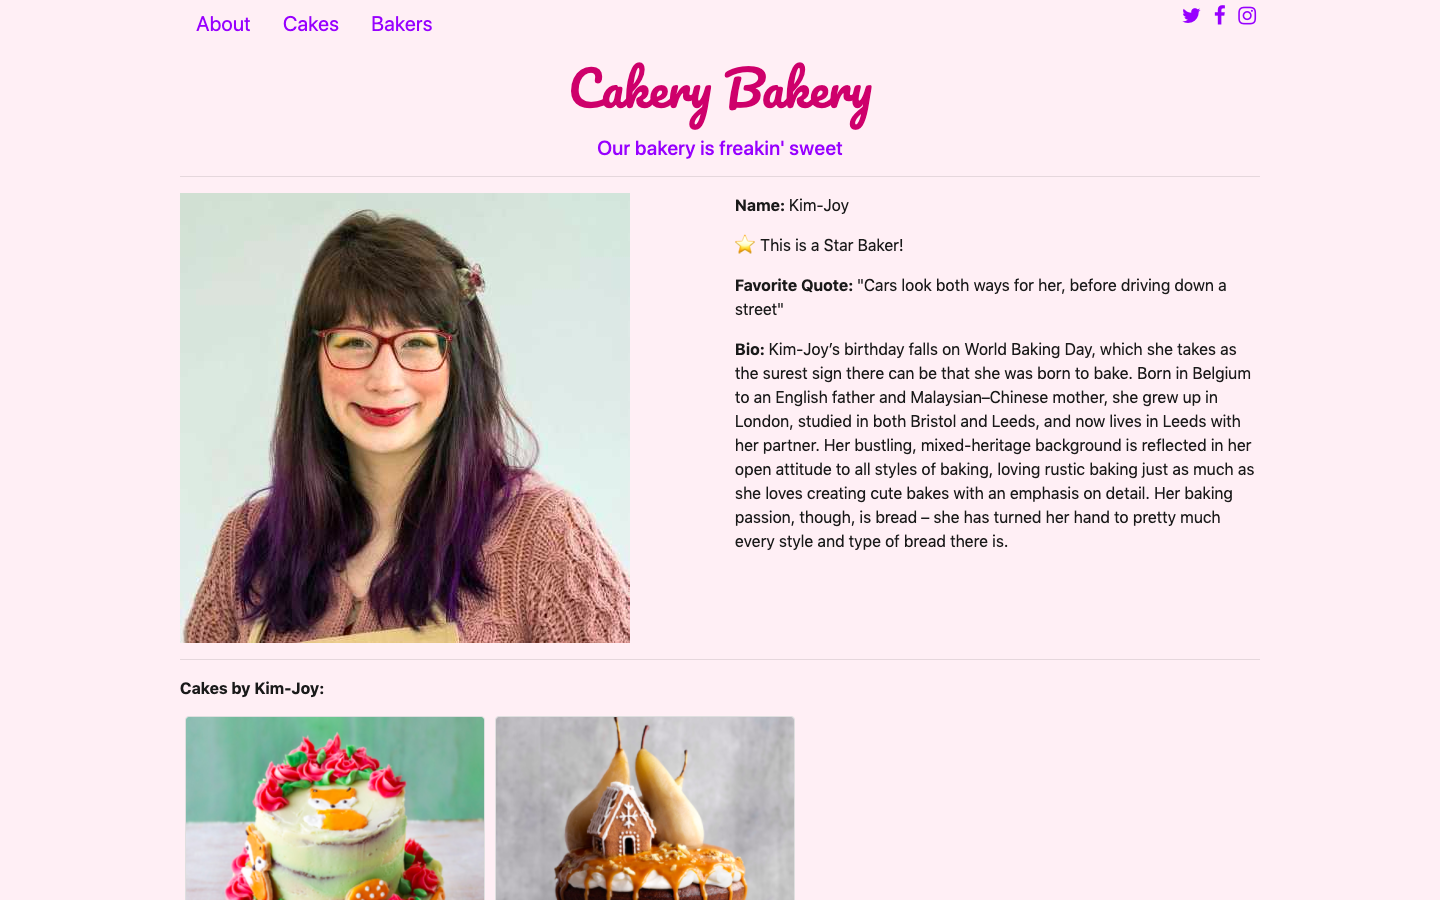 About Cakes Bakers
Cakery Bakery
Our bakery is freakin' sweet
Name: Kim-Joy
⭐ This is a Star Baker!
Favorite Quote: "Cars look both ways for her, before driving down a
street"
Bio: Kim-Joy’s birthday falls on World Baking Day, which she takes as
the surest sign there can be that she was born to bake. Born in Belgium
to an English father and Malaysian–Chinese mother, she grew up in
London, studied in both Bristol and Leeds, and now lives in Leeds with
her partner. Her bustling, mixed-heritage background is reflected in her
open attitude to all styles of baking, loving rustic baking just as much as
she loves creating cute bakes with an emphasis on detail. Her baking
passion, though, is bread – she has turned her hand to pretty much
every style and type of bread there is.
Cakes by Kim-Joy: